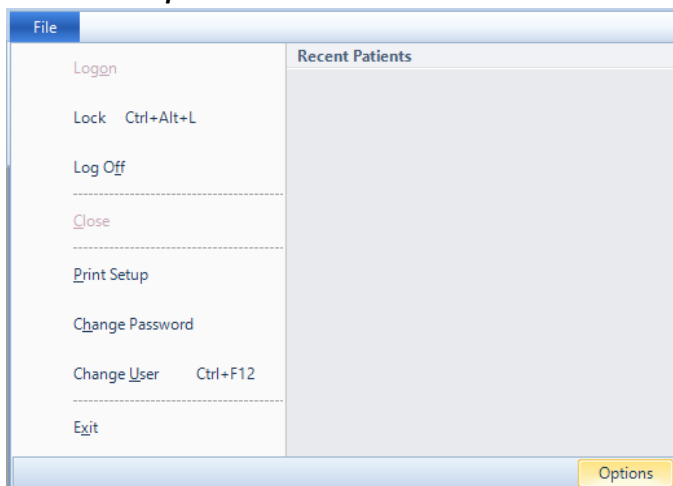 File
Recent Patients
Logon
Lock Ctrl+Alt+L
Log Off
Close
Print Setup
Change Password
Change User Ctrl+F12
Exit
Options